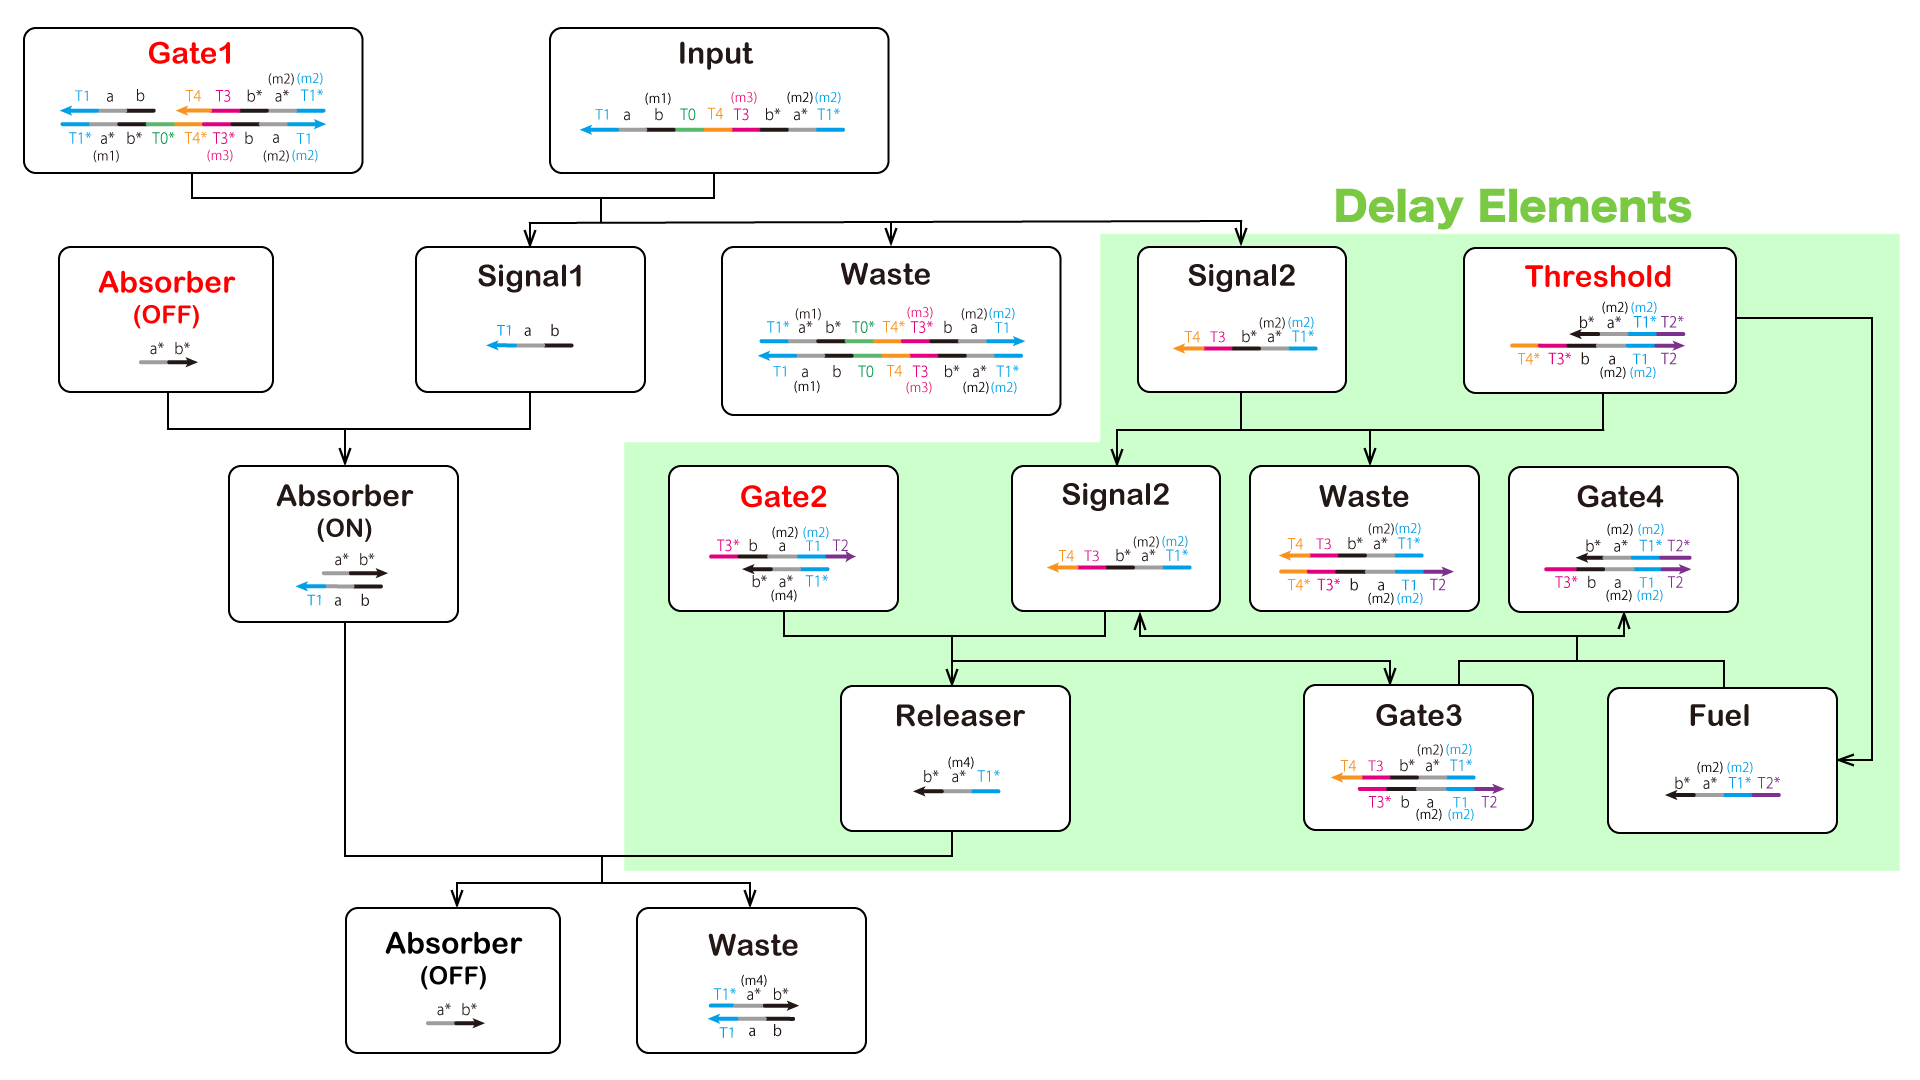 Gate1
(m2) (m2)
T1 a b T4 T3 b* a* T1*
T1* a* b* T0* T4* T3* b a T1
(m1) (m3) (m2) (m2)
Input
(m1) (m3) (m2) (m2)
T1 a b T0 T4 T3 b* a* T1*
Delay Elements
Absorber
(OFF)
a* b*
Signal1
T1 a b
Waste
(m1) (m3) (m2) (m2)
T1* a* b* T0* T4* T3* b a T1
T1 a b T0 T4 T3 b* a* T1*
(m1) (m3) (m2) (m2)
Signal2
(m2) (m2)
T4 T3 b* a* T1*
Threshold
(m2) (m2)
b* a* T1* T2*
T4* T3* b a T1 T2
(m2) (m2)
Absorber
(ON)
a* b*
T1 a b
Gate2
(m2) (m2)
T3* b a T1 T2
b* a* T1*
(m4)
Signal2
(m2) (m2)
T4 T3 b* a* T1*
Waste
(m2) (m2)
T4 T3 b* a* T1*
T4* T3* b a T1 T2
(m2) (m2)
Gate4
(m2) (m2)
b* a* T1* T2*
T3* b a T1 T2
(m2) (m2)
Releaser
(m4)
b* a* T1*
Gate3
(m2) (m2)
T4 T3 b* a* T1*
T3* b a T1 T2
(m2) (m2)
Fuel
(m2) (m2)
b* a* T1* T2*
Absorber
(OFF)
a* b*
Waste
(m4)
T1* a* b*
T1 a b